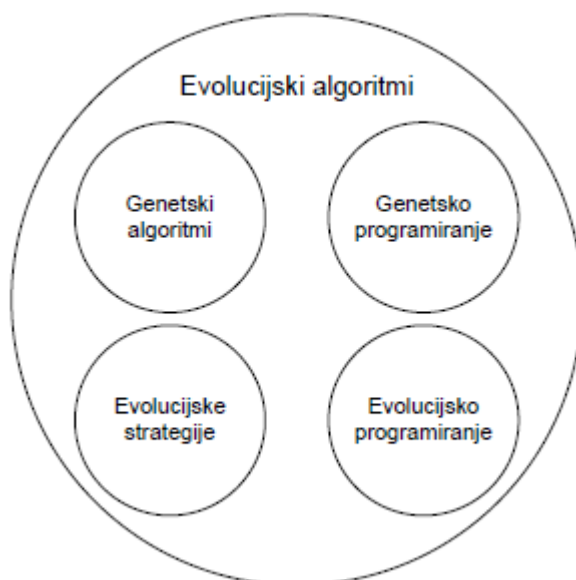 Evolucijski algoritmi
Genetski
algoritmi
Genetsko
programiranje
Evolucijske
strategije
Evolucijsko
programiranje